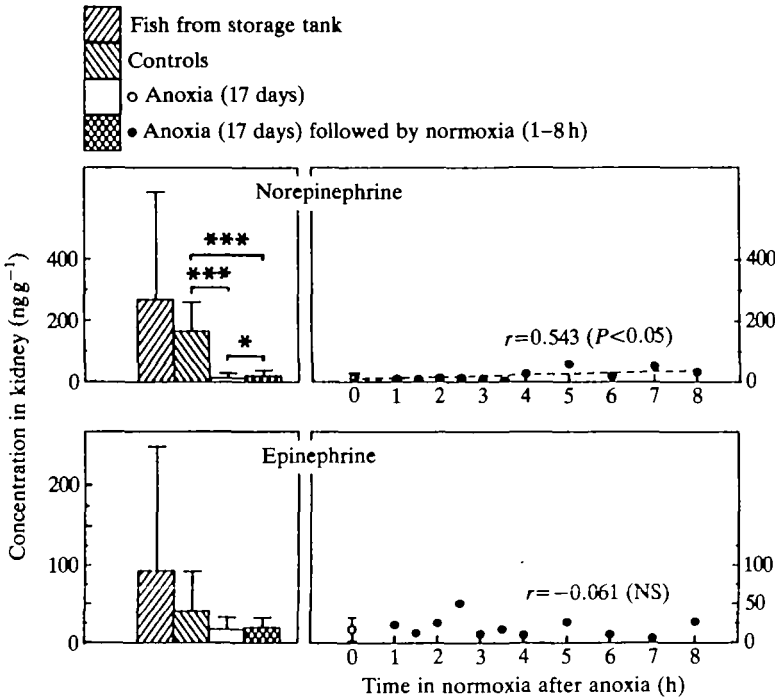 Fish from storage tank
Controls
Anoxia (17 days)
Anoxia (17 days) followed by normoxia (1–8 h)
Norepinephrine
Concentration in kidney (ng g⁻¹)
400
200
0
***
***
*
r=0.543 (P<0.05)
400
200
0
0 1 2 3 4 5 6 7 8
Epinephrine
200
100
0
r=−0.061 (NS)
100
50
0
0 1 2 3 4 5 6 7 8
Time in normoxia after anoxia (h)